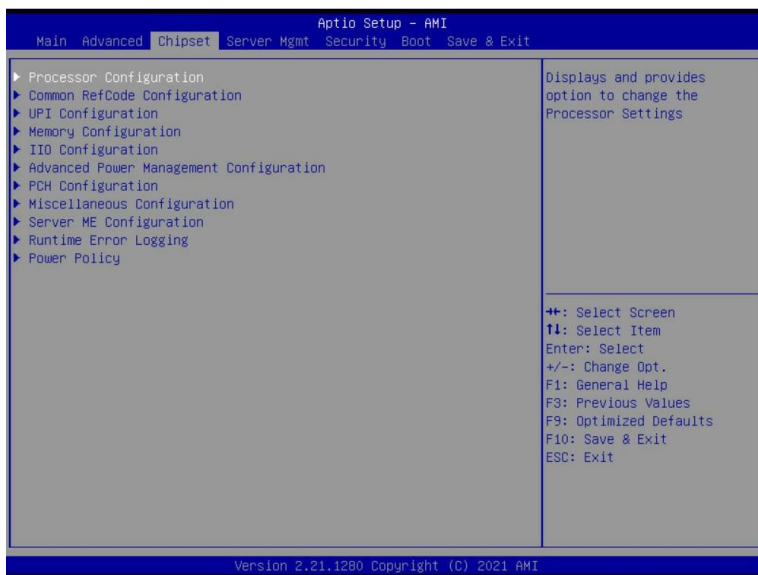 Aptio Setup – AMI
Main Advanced Chipset Server Mgmt Security Boot Save & Exit
Processor Configuration
Common RefCode Configuration
UPI Configuration
Memory Configuration
IIO Configuration
Advanced Power Management Configuration
PCH Configuration
Miscellaneous Configuration
Server ME Configuration
Runtime Error Logging
Power Policy
Displays and provides
option to change the
Processor Settings
→←: Select Screen
↑↓: Select Item
Enter: Select
+/-: Change Opt.
F1: General Help
F3: Previous Values
F9: Optimized Defaults
F10: Save & Exit
ESC: Exit
Version 2.21.1280 Copyright (C) 2021 AMI